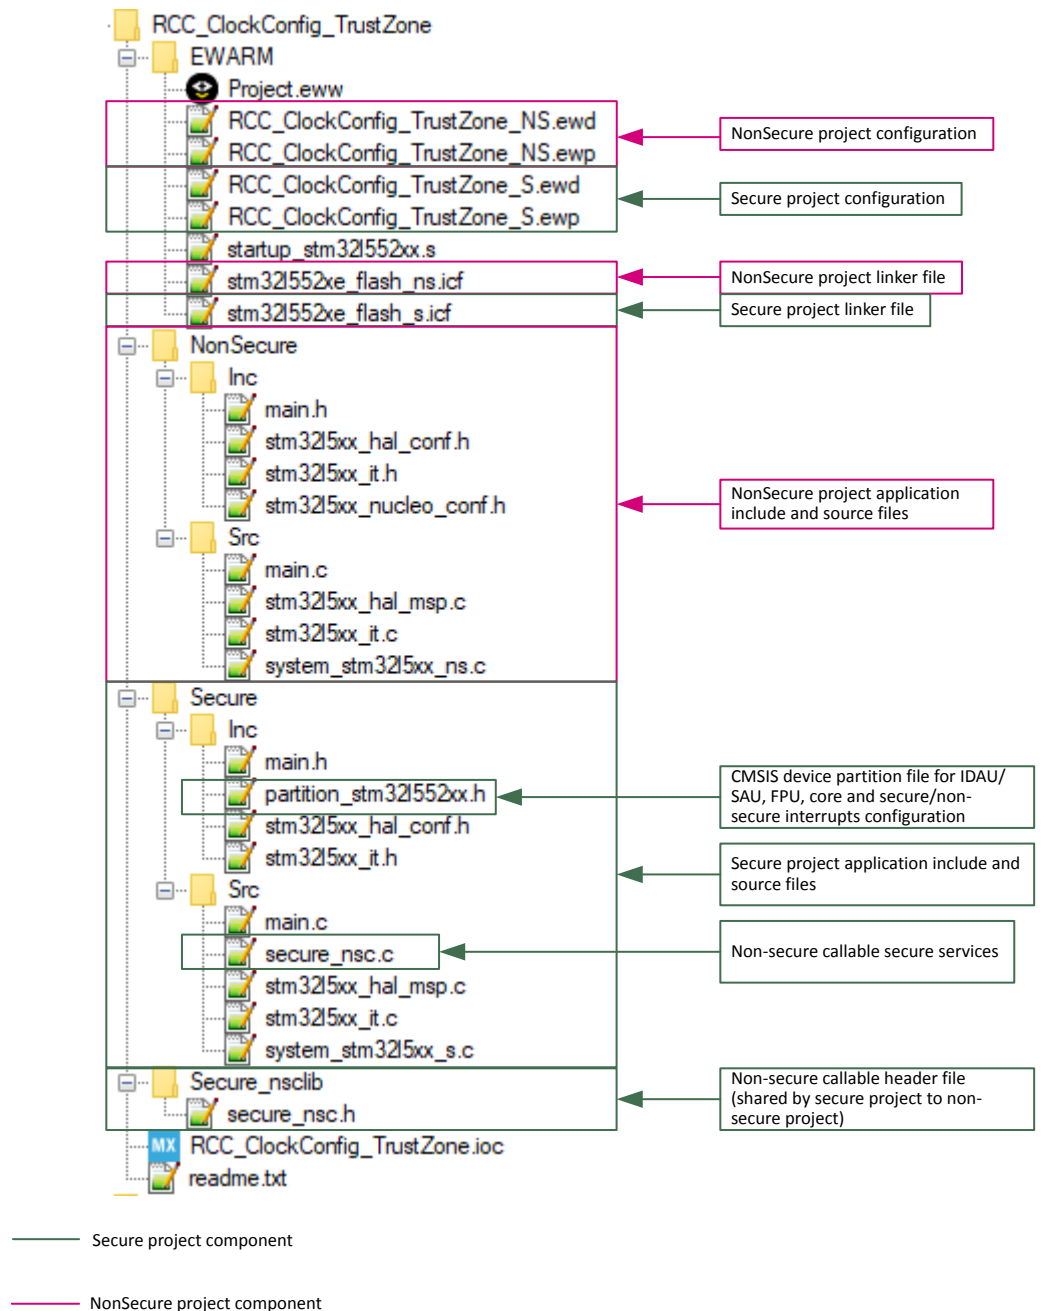 RCC_ClockConfig_TrustZone
EWARM
Project.eww
RCC_ClockConfig_TrustZone_NS.ewd
RCC_ClockConfig_TrustZone_NS.ewp
NonSecure project configuration
RCC_ClockConfig_TrustZone_S.ewd
RCC_ClockConfig_TrustZone_S.ewp
Secure project configuration
startup_stm32l552xx.s
stm32l552xe_flash_ns.icf
NonSecure project linker file
stm32l552xe_flash_s.icf
Secure project linker file
NonSecure
Inc
main.h
stm32l5xx_hal_conf.h
stm32l5xx_it.h
stm32l5xx_nucleo_conf.h
NonSecure project application
include and source files
Src
main.c
stm32l5xx_hal_msp.c
stm32l5xx_it.c
system_stm32l5xx_ns.c
Secure
Inc
main.h
partition_stm32l552xx.h
CMSIS device partition file for IDAU/
SAU, FPU, core and secure/non-
secure interrupts configuration
stm32l5xx_hal_conf.h
stm32l5xx_it.h
Secure project application include and
source files
Src
main.c
secure_nsc.c
Non-secure callable secure services
stm32l5xx_hal_msp.c
stm32l5xx_it.c
system_stm32l5xx_s.c
Secure_nsclib
secure_nsc.h
Non-secure callable header file
(shared by secure project to non-
secure project)
MX RCC_ClockConfig_TrustZone.ioc
readme.txt
Secure project component
NonSecure project component